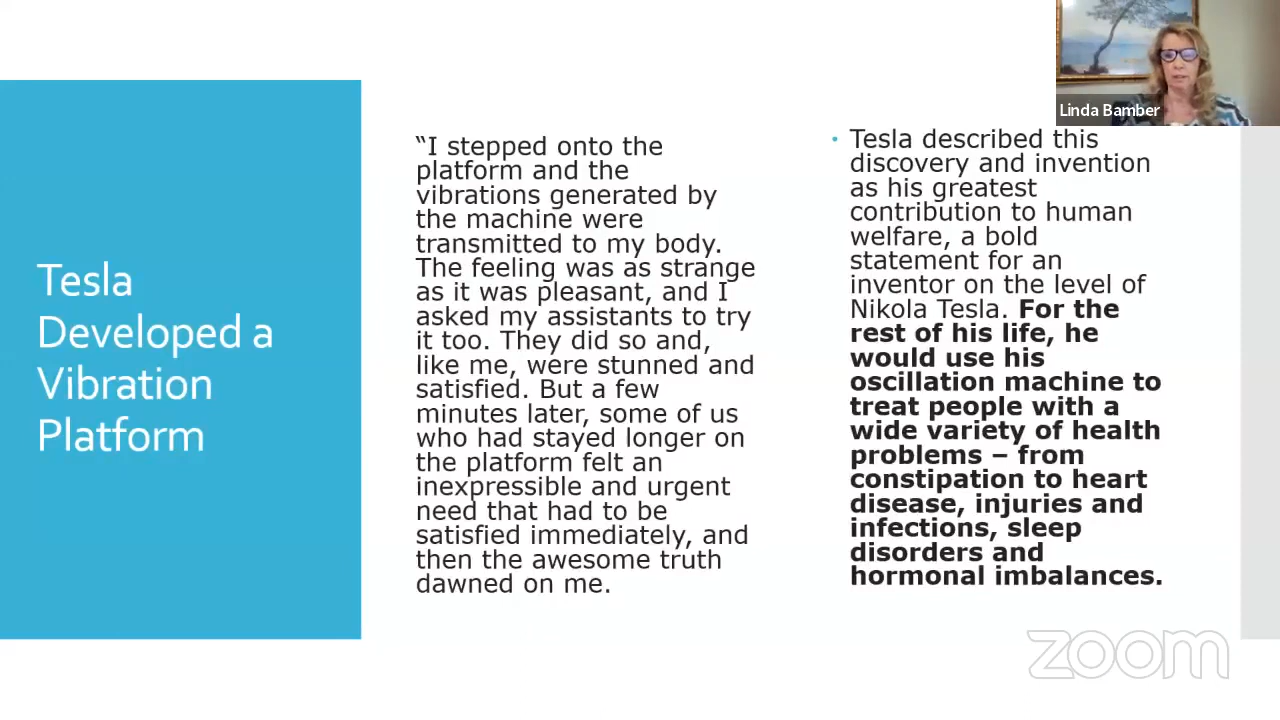 Linda Bamber
Tesla
Developed a
Vibration
Platform
“I stepped onto the
platform and the
vibrations generated by
the machine were
transmitted to my body.
The feeling was as strange
as it was pleasant, and I
asked my assistants to try
it too. They did so and,
like me, were stunned and
satisfied. But a few
minutes later, some of us
who had stayed longer on
the platform felt an
inexpressible and urgent
need that had to be
satisfied immediately, and
then the awesome truth
dawned on me.
• Tesla described this
discovery and invention
as his greatest
contribution to human
welfare, a bold
statement for an
inventor on the level of
Nikola Tesla. For the
rest of his life, he
would use his
oscillation machine to
treat people with a
wide variety of health
problems – from
constipation to heart
disease, injuries and
infections, sleep
disorders and
hormonal imbalances.
zoom